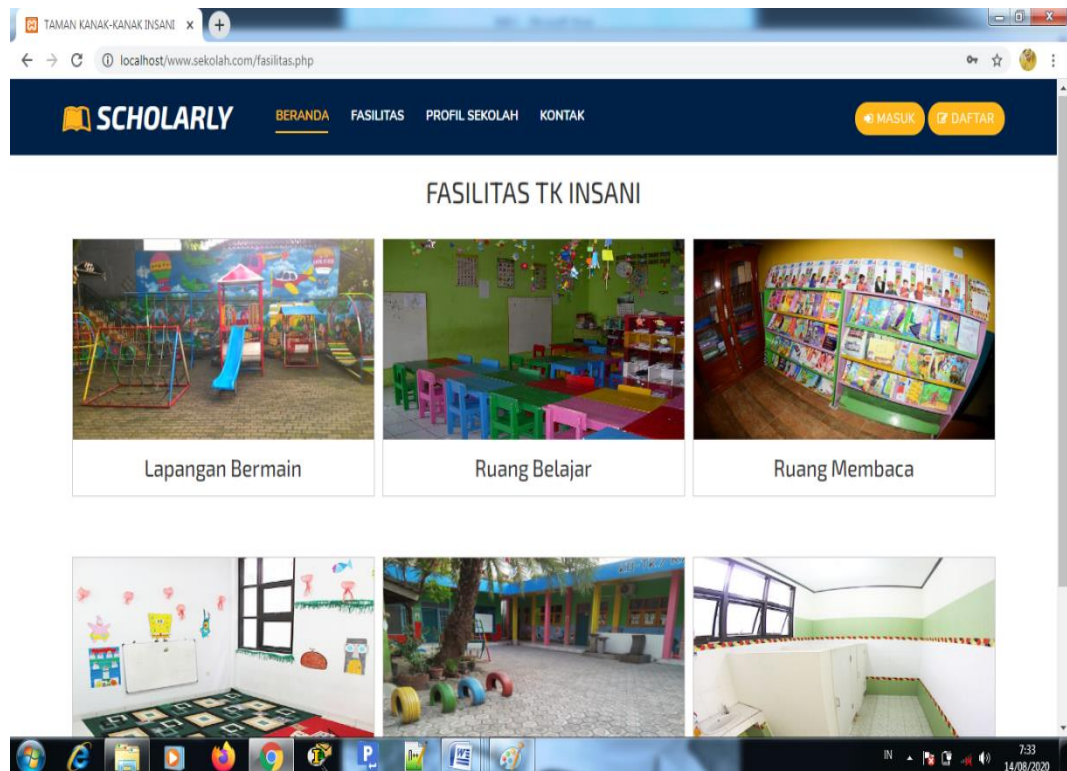 TAMAN KANAK-KANAK INSANI
localhost/www.sekolah.com/fasilitas.php
SCHOLARLY BERANDA FASILITAS PROFIL SEKOLAH KONTAK MASUK DAFTAR
FASILITAS TK INSANI
Lapangan Bermain Ruang Belajar Ruang Membaca
IN 7:33
14/08/2020